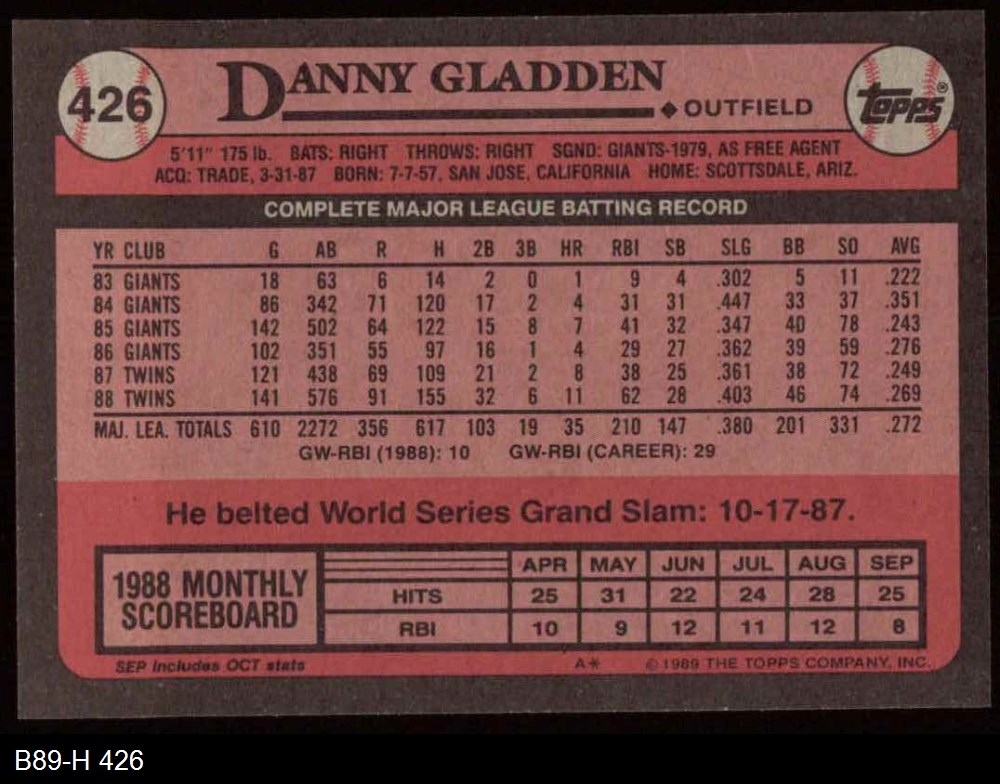 426
DANNY GLADDEN
◆ OUTFIELD
topps®
5'11" 175 lb. BATS: RIGHT THROWS: RIGHT SGND: GIANTS-1979, AS FREE AGENT
ACQ: TRADE, 3-31-87 BORN: 7-7-57, SAN JOSE, CALIFORNIA HOME: SCOTTSDALE, ARIZ.
COMPLETE MAJOR LEAGUE BATTING RECORD
YR CLUB G AB R H 2B 3B HR RBI SB SLG BB SO AVG
83 GIANTS 18 63 6 14 2 0 1 9 4 .302 5 11 .222
84 GIANTS 86 342 71 120 17 2 4 31 31 .447 33 37 .351
85 GIANTS 142 502 64 122 15 8 7 41 32 .347 40 78 .243
86 GIANTS 102 351 55 97 16 1 4 29 27 .362 39 59 .276
87 TWINS 121 438 69 109 21 2 8 38 25 .361 38 72 .249
88 TWINS 141 576 91 155 32 6 11 62 28 .403 46 74 .269
MAJ. LEA. TOTALS 610 2272 356 617 103 19 35 210 147 .380 201 331 .272
GW-RBI (1988): 10 GW-RBI (CAREER): 29
He belted World Series Grand Slam: 10-17-87.
1988 MONTHLY
SCOREBOARD
APR MAY JUN JUL AUG SEP
HITS 25 31 22 24 28 25
RBI 10 9 12 11 12 8
SEP includes OCT stats A* © 1989 THE TOPPS COMPANY, INC.
B89-H 426